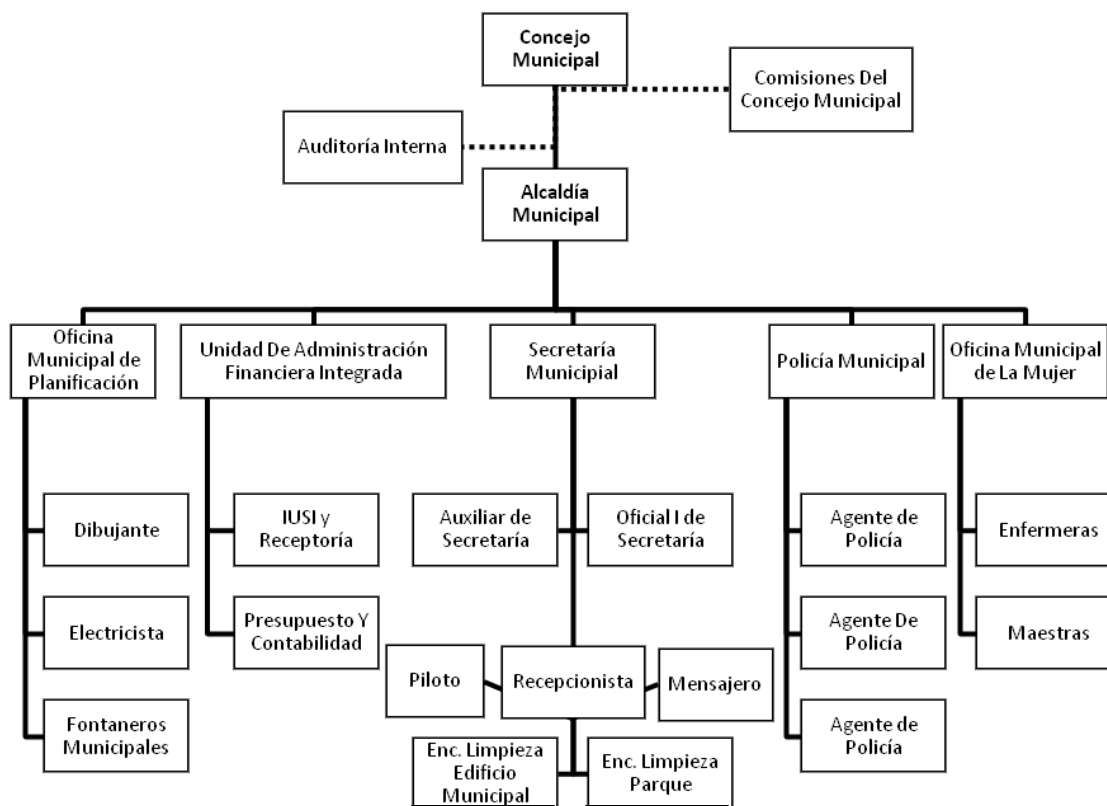 Concejo
Municipal
Comisiones Del
Concejo Municipal
Auditoría Interna
Alcaldía
Municipal
Oficina
Municipal de
Planificación
Unidad De Administración
Financiera Integrada
Secretaría
Municipial
Policía Municipal
Oficina Municipal
de La Mujer
Dibujante
IUSI y
Receptoría
Auxiliar de
Secretaría
Oficial I de
Secretaría
Agente de
Policía
Enfermeras
Electricista
Presupuesto Y
Contabilidad
Agente De
Policía
Maestras
Piloto
Recepcionista
Mensajero
Fontaneros
Municipales
Agente de
Policía
Enc. Limpieza
Edificio
Municipal
Enc. Limpieza
Parque